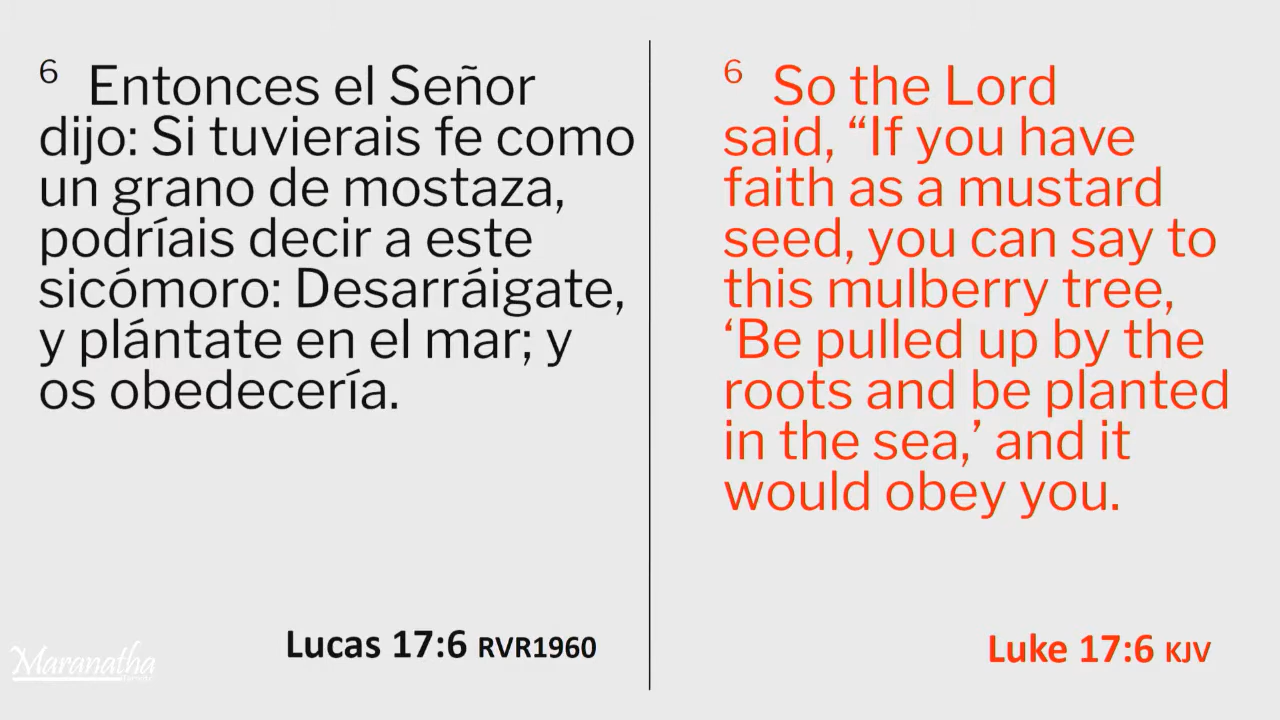 6 Entonces el Señor
dijo: Si tuvierais fe como
un grano de mostaza,
podríais decir a este
sicómoro: Desarráigate,
y plántate en el mar; y
os obedecería.
Lucas 17:6 RVR1960
6 So the Lord
said, “If you have
faith as a mustard
seed, you can say to
this mulberry tree,
‘Be pulled up by the
roots and be planted
in the sea,’ and it
would obey you.
Luke 17:6 KJV
Maranatha